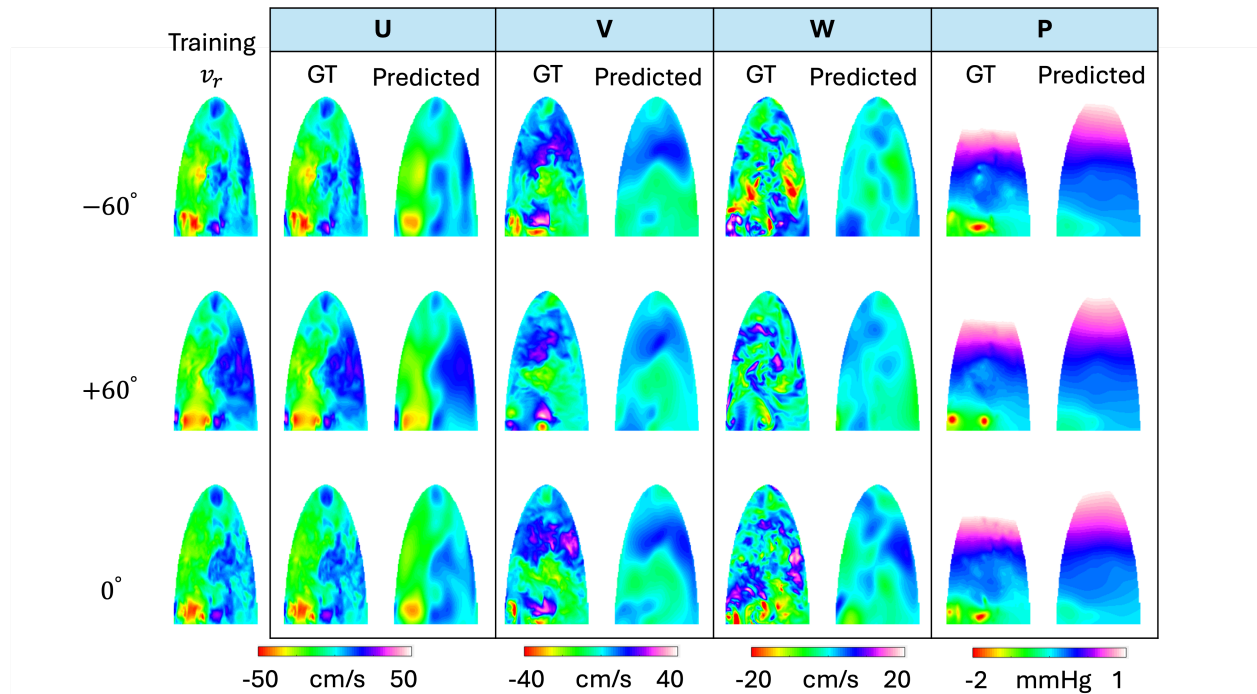 U V W P
Training
𝑣ᵣ GT Predicted GT Predicted GT Predicted GT Predicted
−60°
+60°
0°
-50 cm/s 50 -40 cm/s 40 -20 cm/s 20 -2 mmHg 1